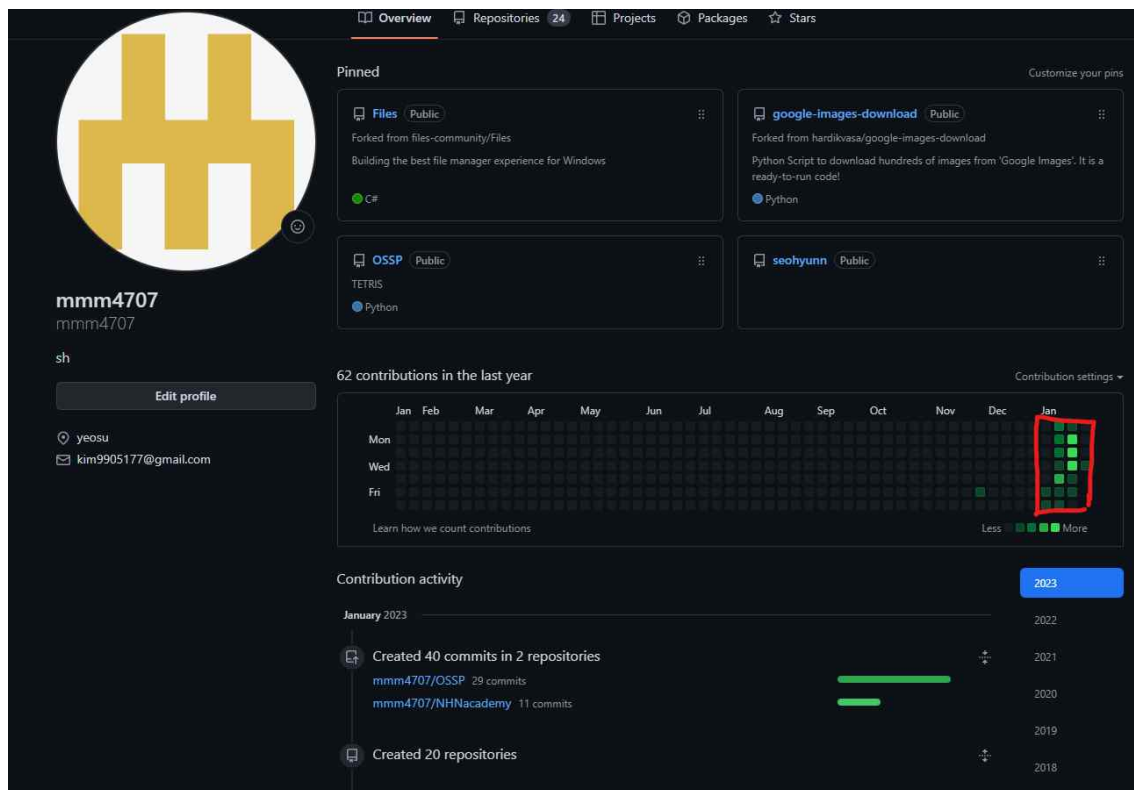 Overview Repositories 24 Projects Packages Stars
mmm4707
mmm4707
sh
Edit profile
yeosu
kim9905177@gmail.com
Pinned Customize your pins
Files Public
Forked from files-community/Files
Building the best file manager experience for Windows
C#
google-images-download Public
Forked from hardikvasa/google-images-download
Python Script to download hundreds of images from 'Google Images'. It is a
ready-to-run code!
Python
OSSP Public
TETRIS
Python
seohyunn Public
62 contributions in the last year Contribution settings
Jan Feb Mar Apr May Jun Jul Aug Sep Oct Nov Dec Jan
Mon
Wed
Fri
Learn how we count contributions Less More
Contribution activity
January 2023
Created 40 commits in 2 repositories
mmm4707/OSSP 29 commits
mmm4707/NHNacademy 11 commits
Created 20 repositories
2023
2022
2021
2020
2019
2018